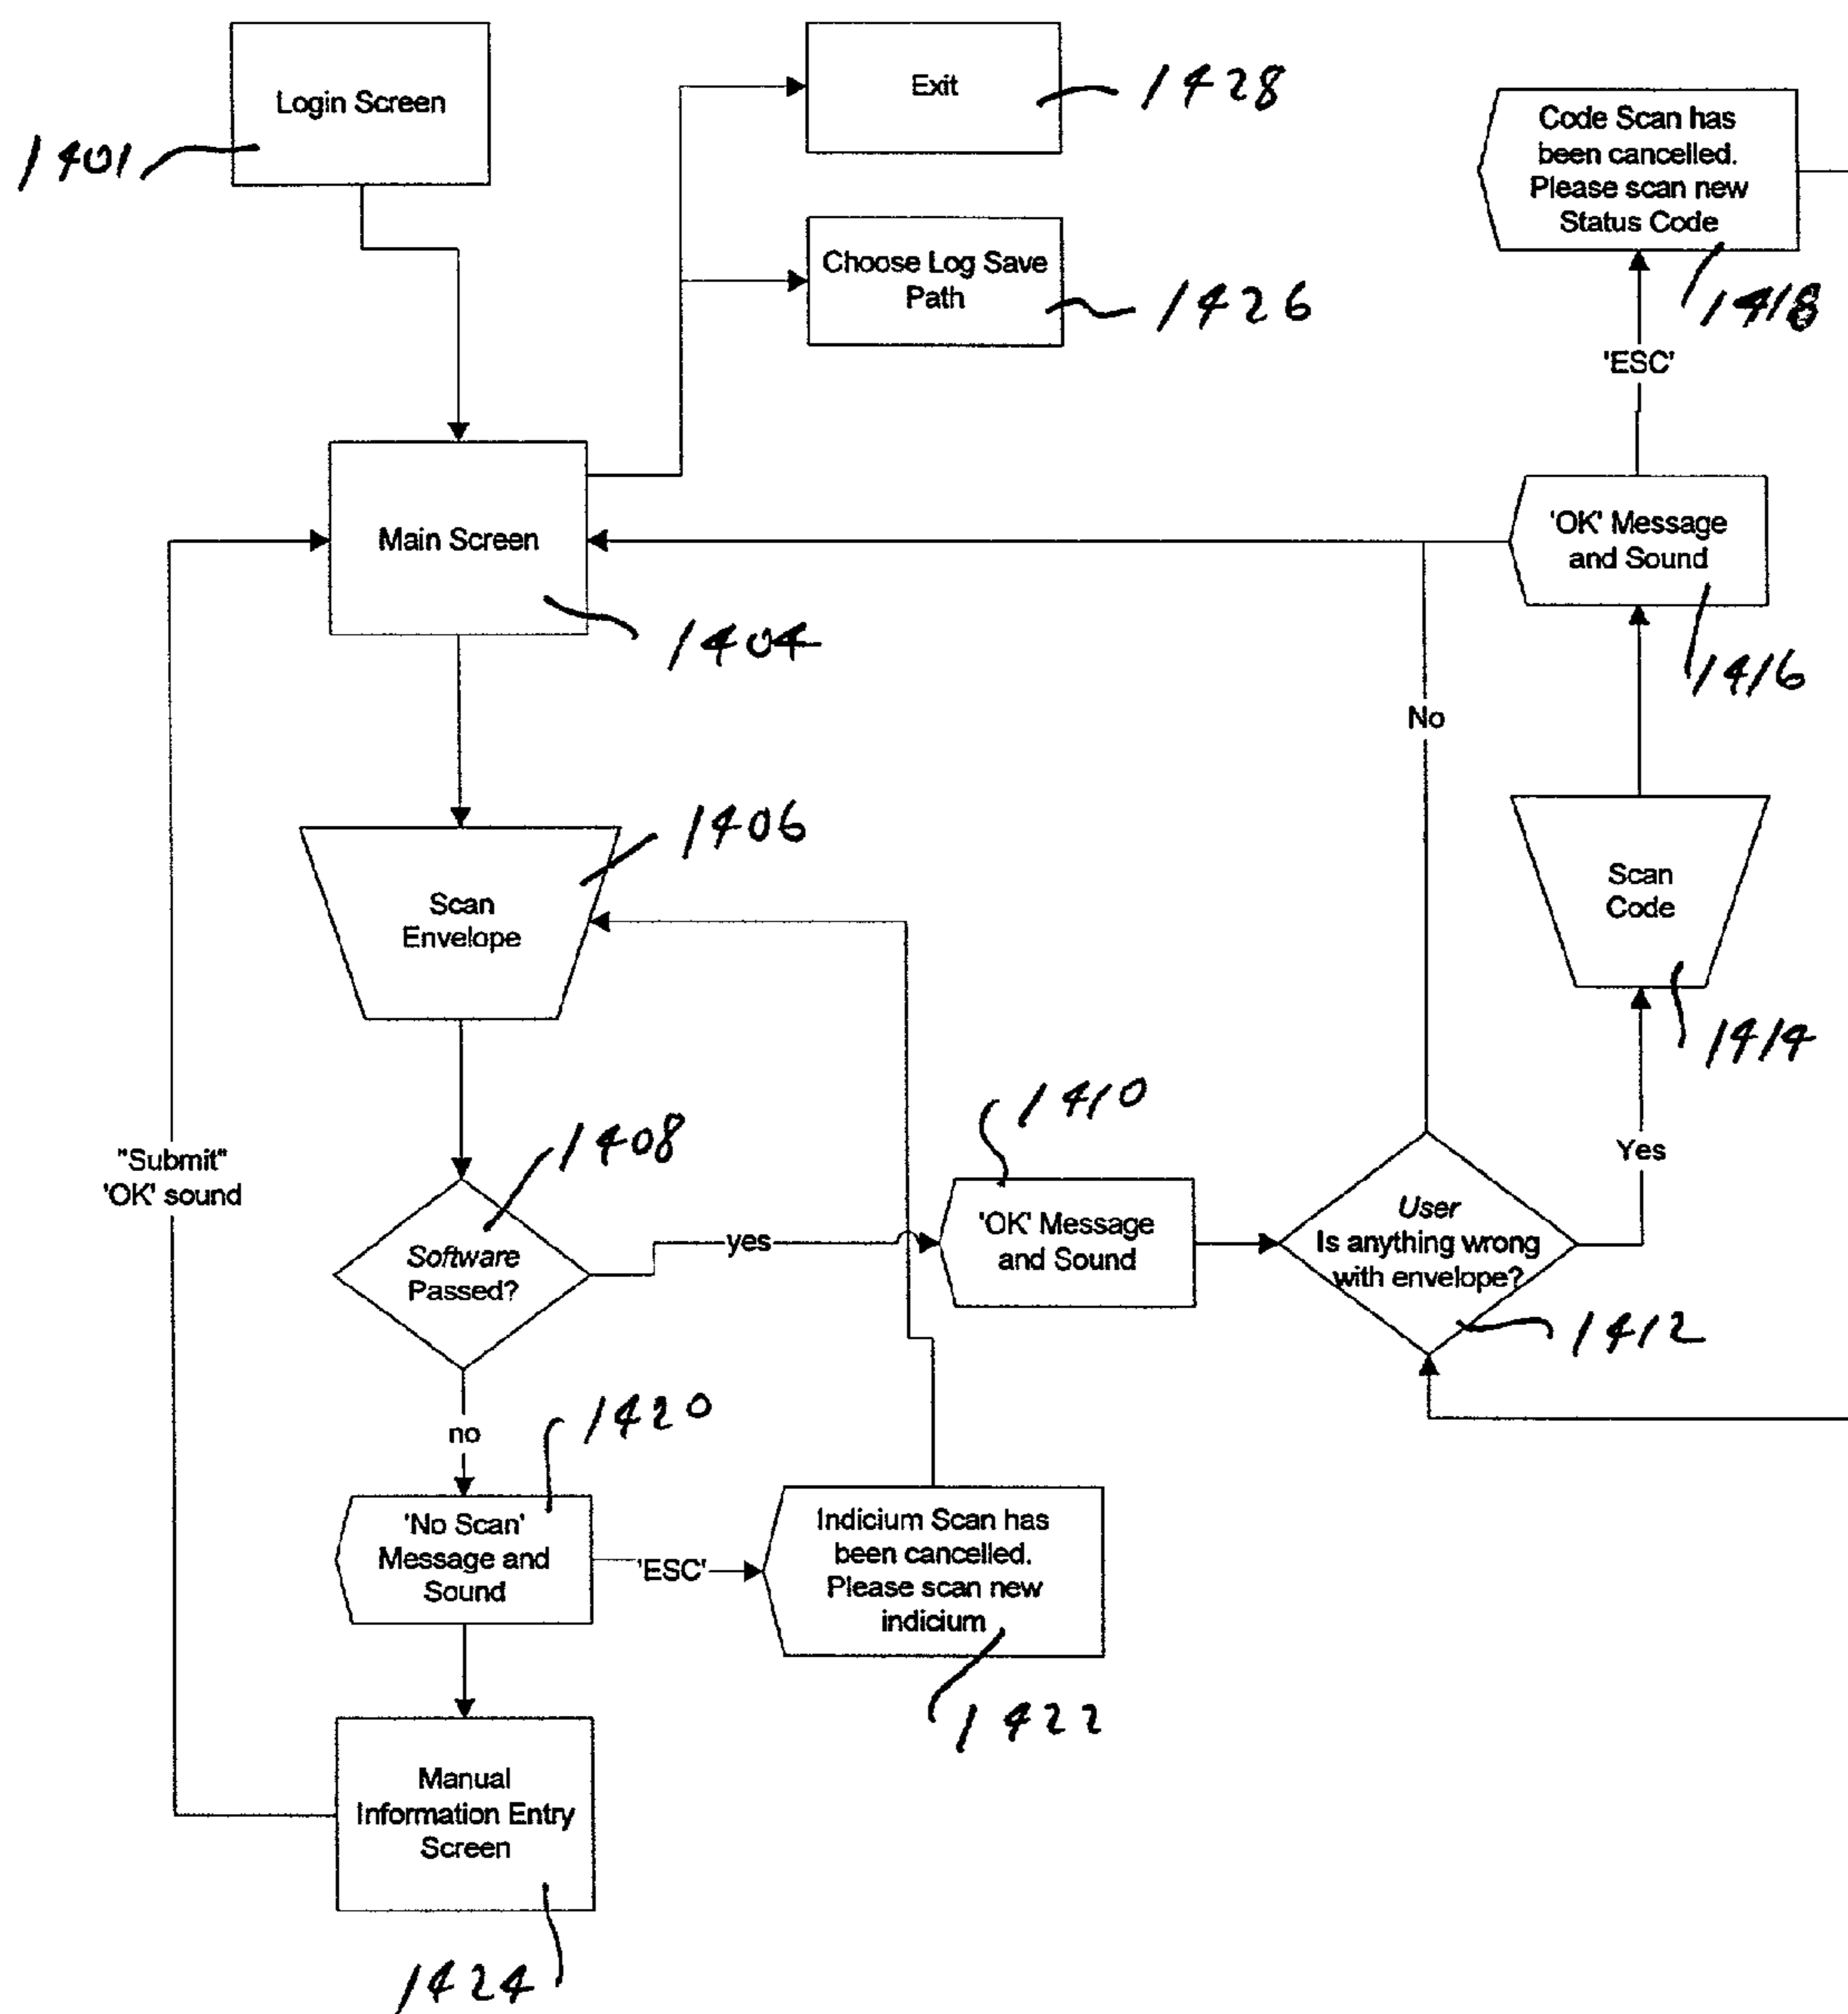 Login Screen
1401
Exit
1428
Choose Log Save
Path
1426
Code Scan has
been cancelled.
Please scan new
Status Code
1418
'ESC'
Main Screen
1404
'OK' Message
and Sound
1416
No
Scan
Envelope
1406
Scan
Code
1414
"Submit"
'OK' sound
Software
Passed?
1408
yes
'OK' Message
and Sound
1410
User
Is anything wrong
with envelope?
1412
Yes
no
'No Scan'
Message and
Sound
1420
'ESC'
Indicium Scan has
been cancelled.
Please scan new
indicium
1422
Manual
Information Entry
Screen
1424